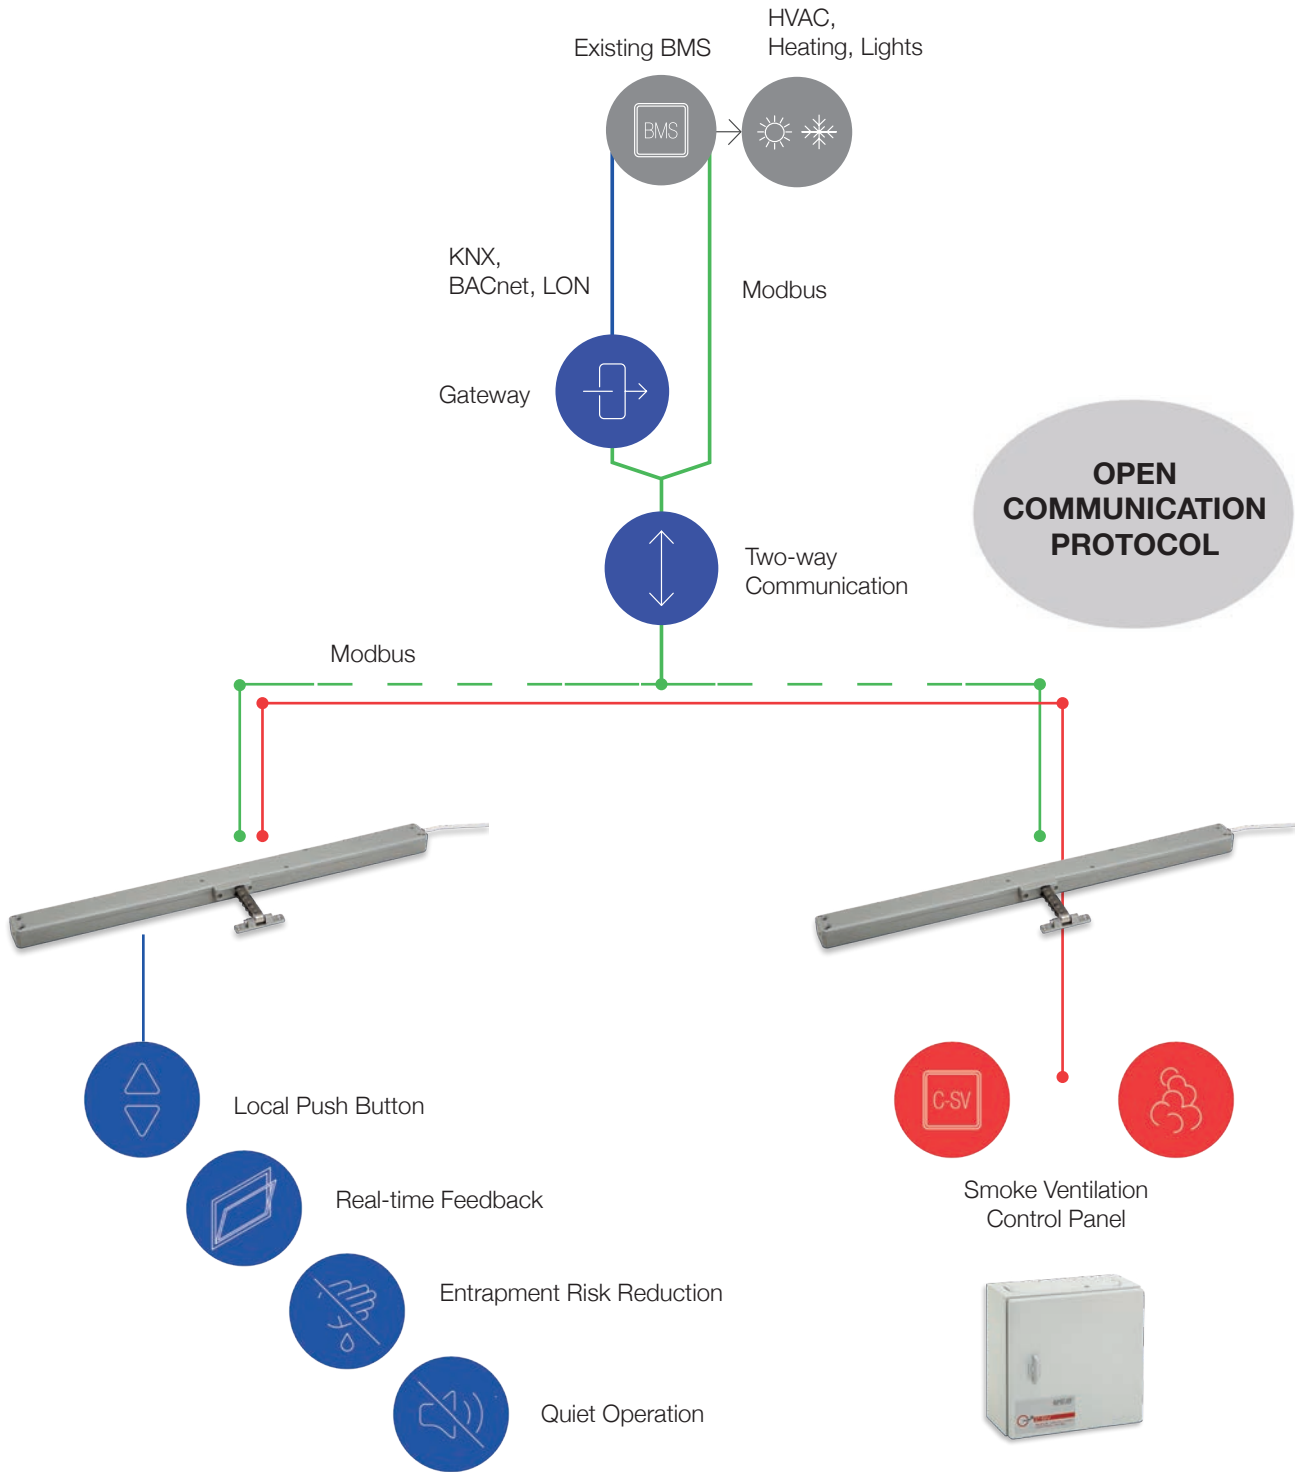 HVAC,
Heating, Lights
Existing BMS
BMS
KNX,
BACnet, LON
Modbus
Gateway
OPEN
COMMUNICATION
PROTOCOL
Two-way
Communication
Modbus
C-SV
Local Push Button
Smoke Ventilation
Control Panel
Real-time Feedback
Entrapment Risk Reduction
Quiet Operation